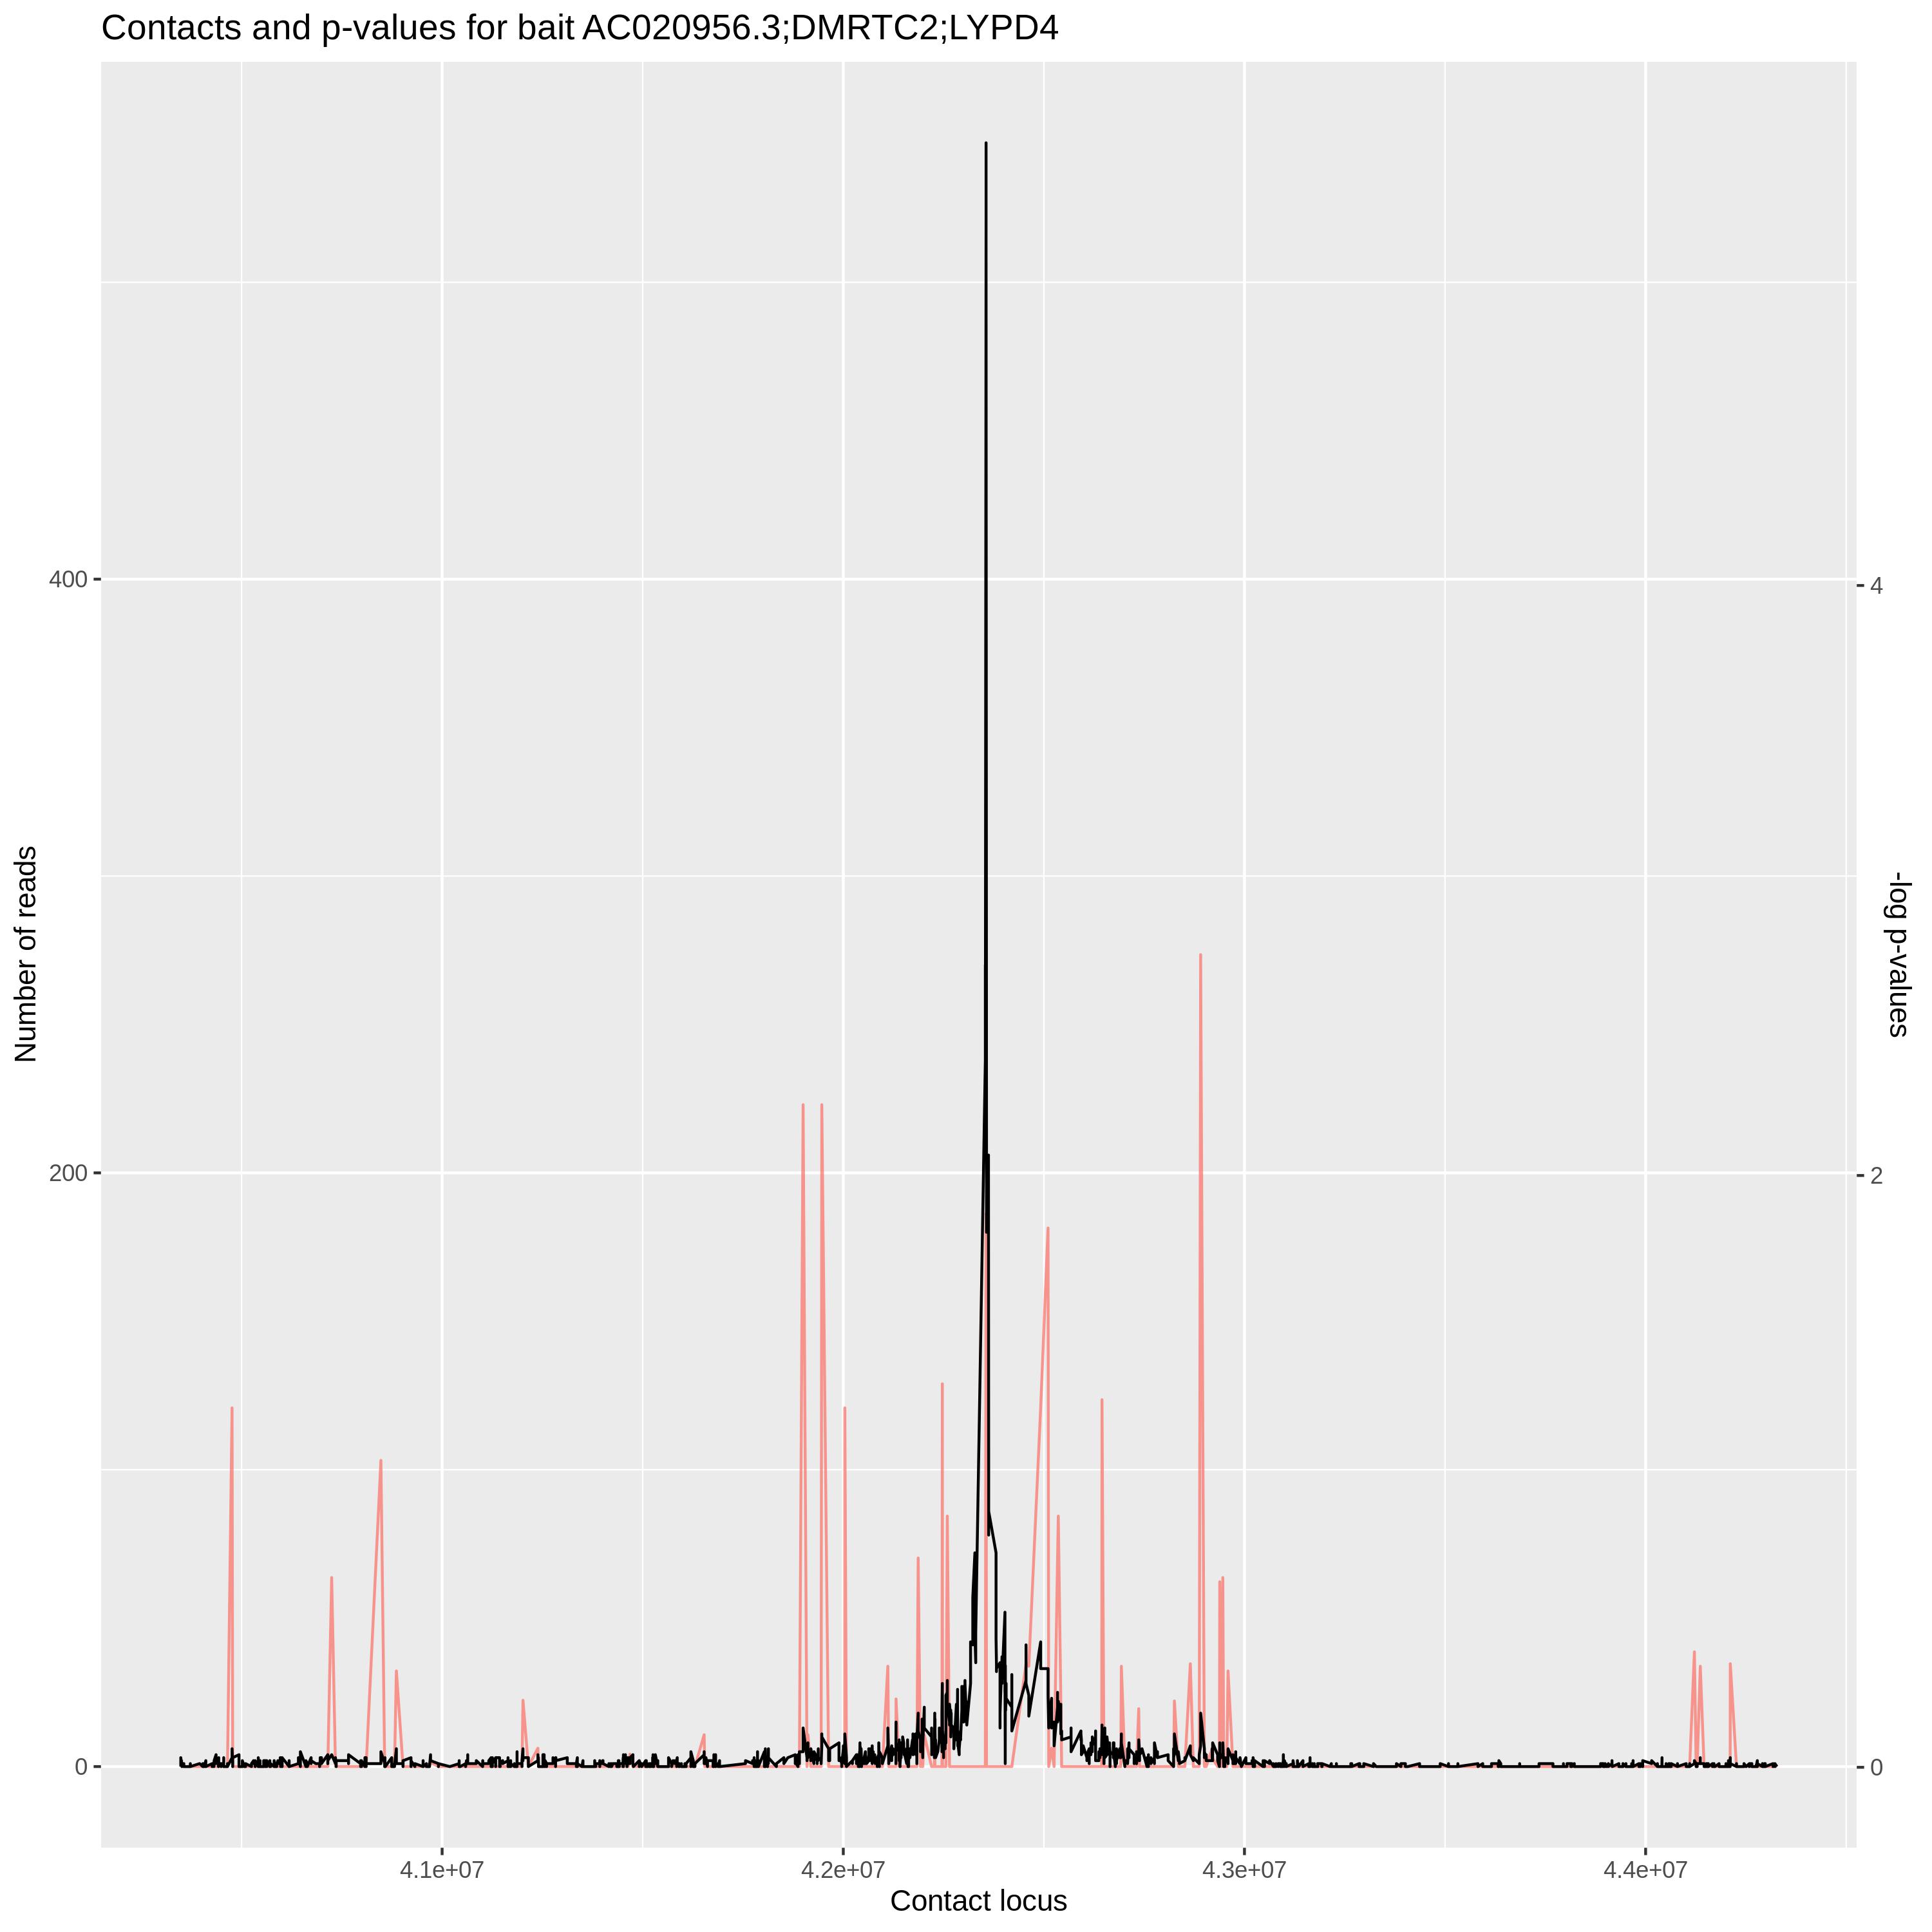 Contacts and p-values for bait AC020956.3;DMRTC2;LYPD4
Number of reads
400
200
0
4
2
0
-log p-values
4.1e+07
4.2e+07
4.3e+07
4.4e+07
Contact locus